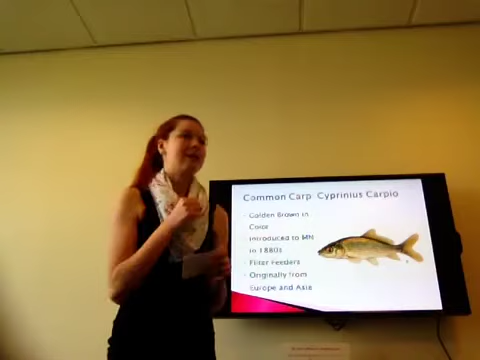 Common Carp Cyprinius Carpio
Golden Brown in
Color
Introduced to MN
in 1880s
Filter Feeders
Originally from
Europe and Asia